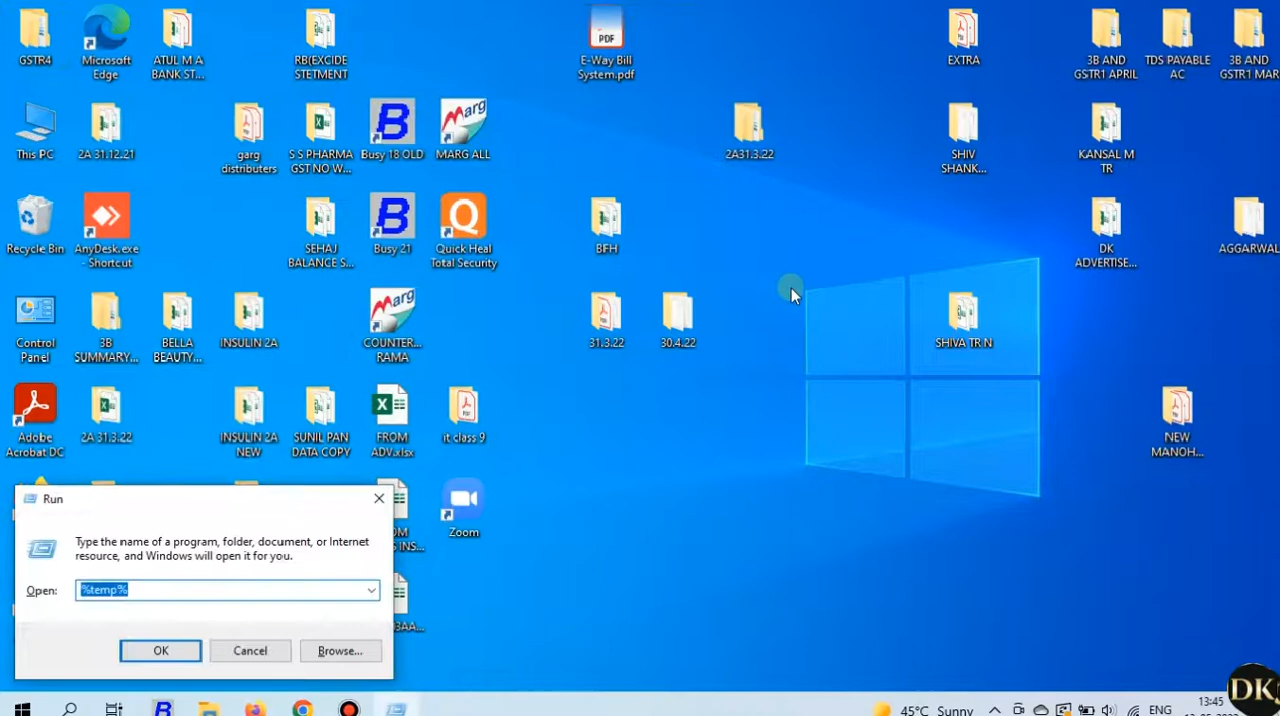 GSTR4
Microsoft
Edge
ATUL M A
BANK ST...
RB(EXCIDE
STETMENT
PDF
E-Way Bill
System.pdf
EXTRA
3B AND
GSTR1 APRIL
TDS PAYABLE
AC
3B AND
GSTR1 MAR
This PC
2A 31.12.21
garg
distributers
S S PHARMA
GST NO W...
Busy 18 OLD
Marg
MARG ALL
2A31.3.22
SHIV
SHANK...
KANSAL M
TR
Recycle Bin
AnyDesk.exe
- Shortcut
SEHAJ
BALANCE S...
Busy 21
Quick Heal
Total Security
BIFH
DK
ADVERTISE...
AGGARWAL
Control
Panel
3B
SUMMARY...
BELLA
BEAUTY...
INSULIN 2A
Marg
COUNTER...
RAMA
31.3.22
30.4.22
SHIVA TR N
Adobe
Acrobat DC
2A 31.3.22
INSULIN 2A
NEW
SUNIL PAN
DATA COPY
FROM
ADV.xlsx
it class 9
NEW
MANOH...
Zoom
Run
Type the name of a program, folder, document, or Internet
resource, and Windows will open it for you.
Open:
%temp%
OK
Cancel
Browse...
45°C Sunny
ENG
13:45
DK